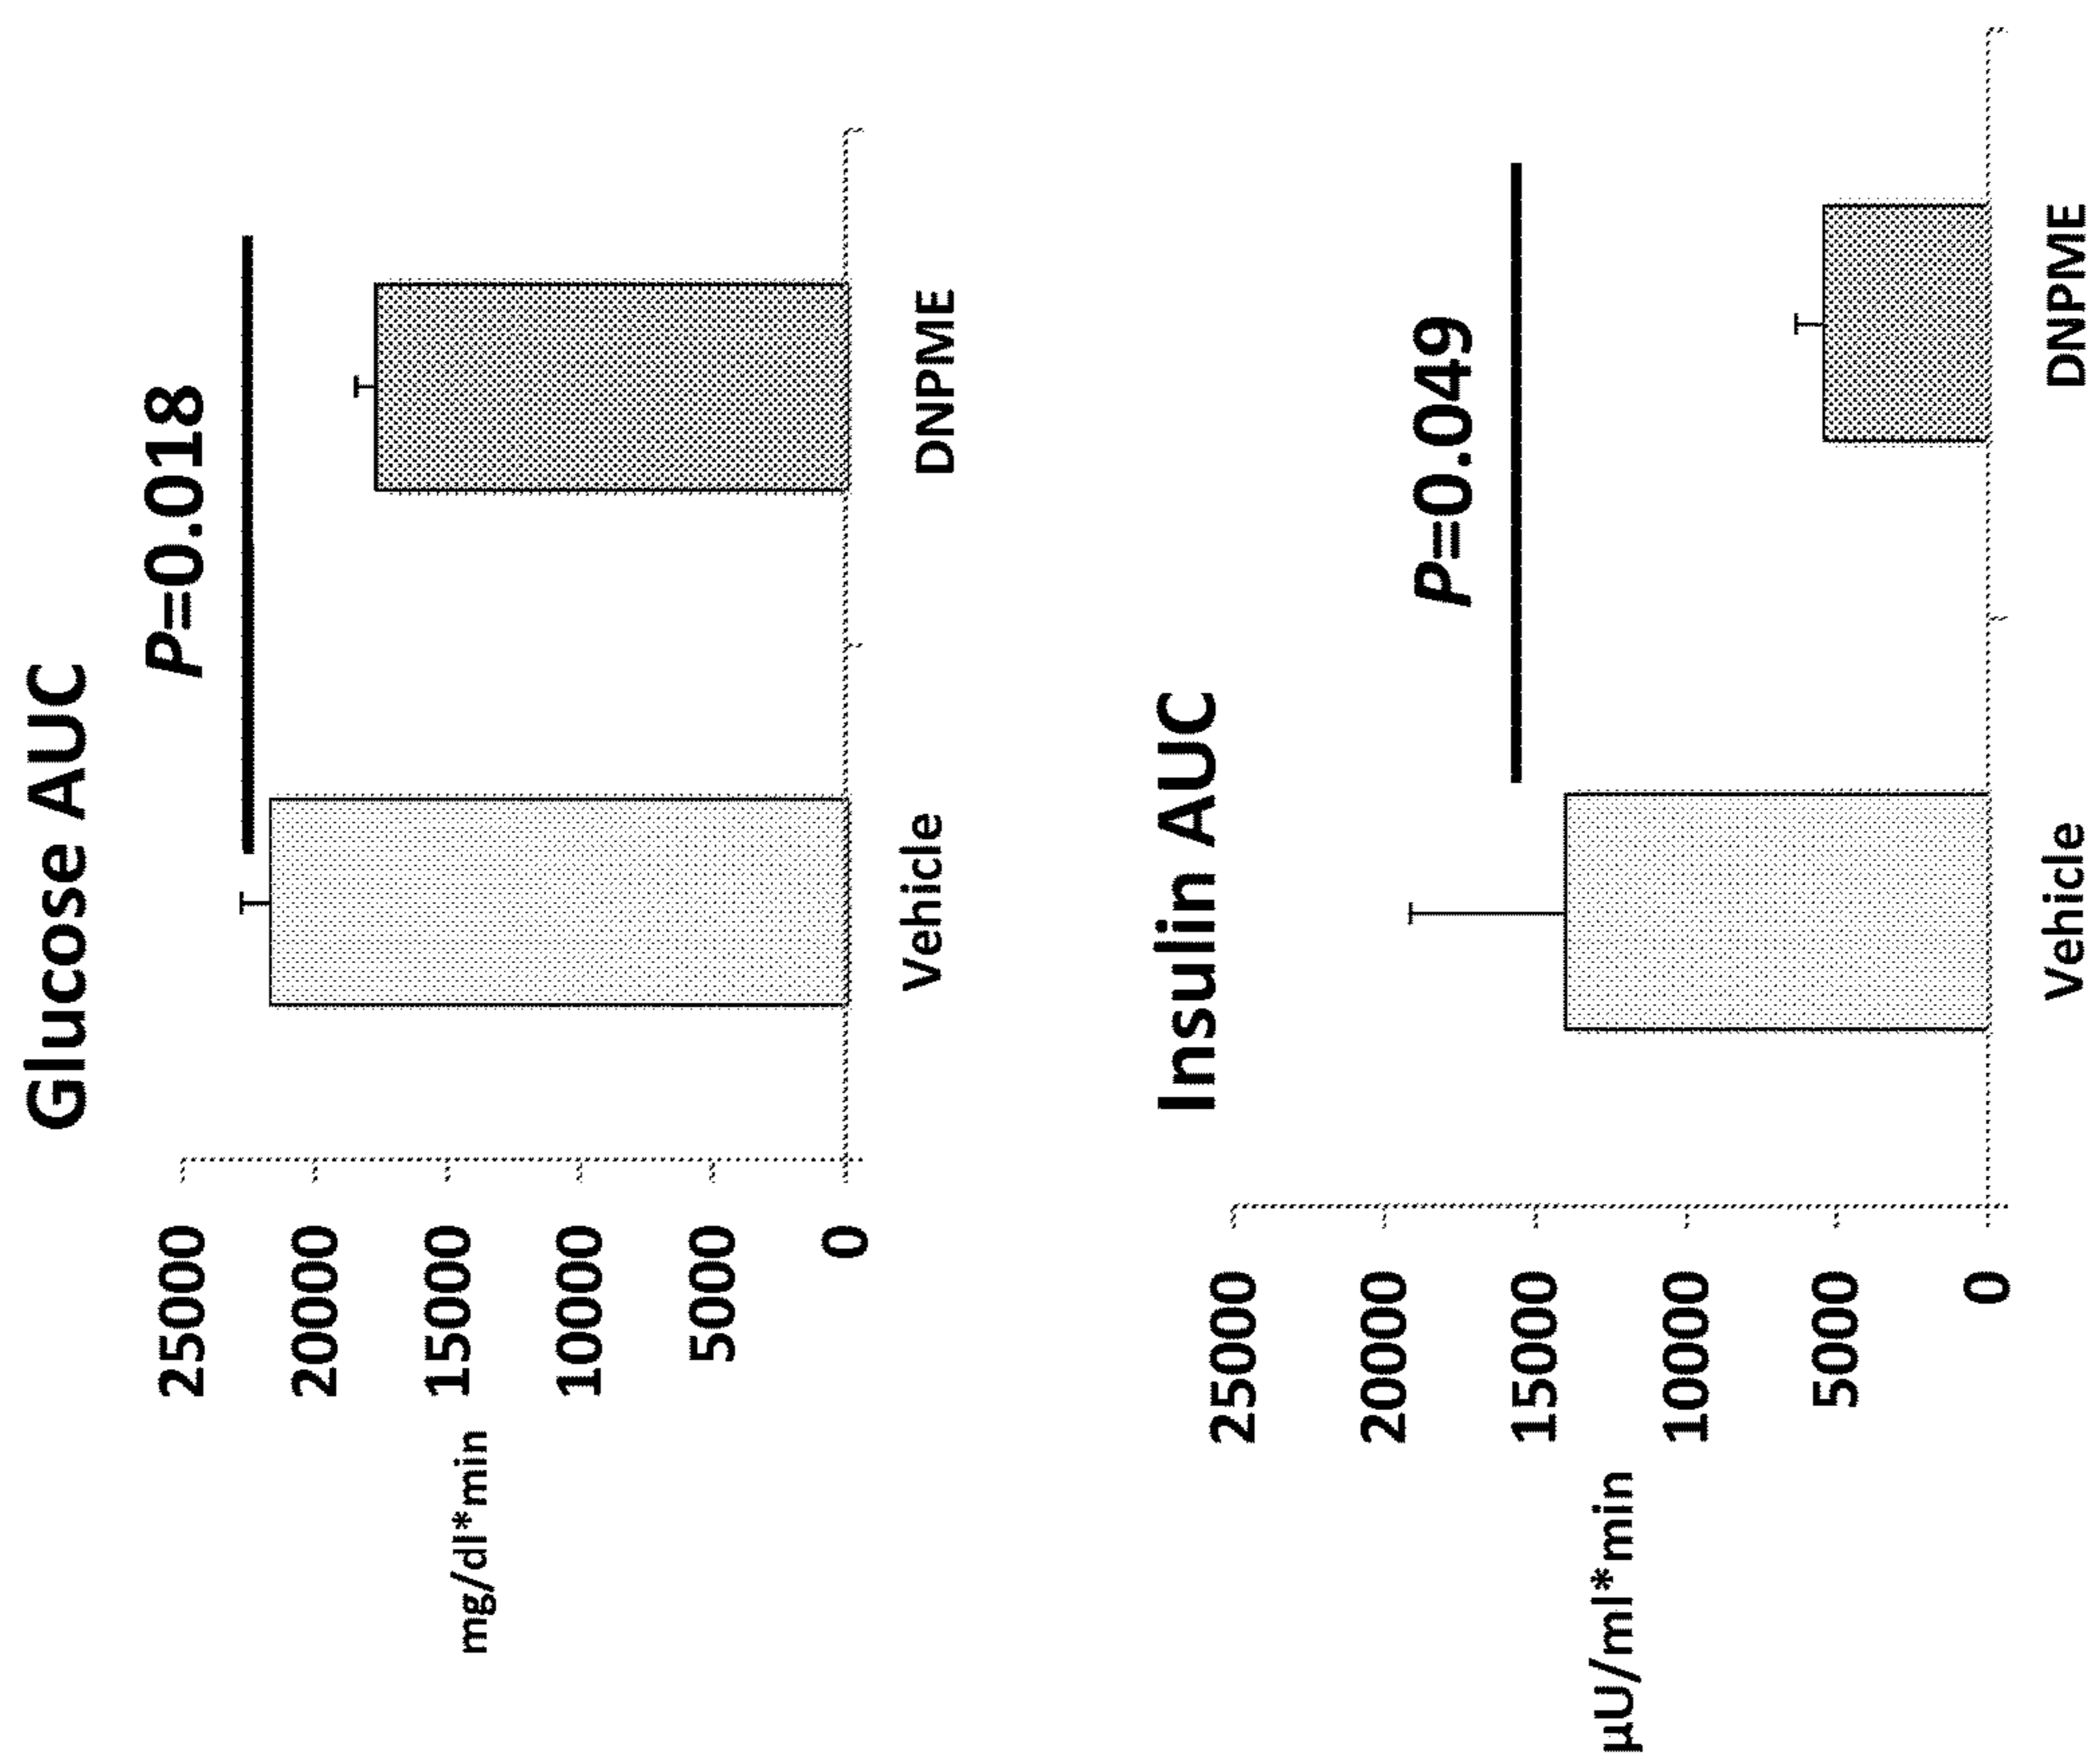 Glucose AUC
P=0.018
25000
20000
15000
10000
5000
0
mg/dl*min
Vehicle
DNPME
Insulin AUC
P=0.049
25000
20000
15000
10000
5000
0
µU/ml*min
Vehicle
DNPME